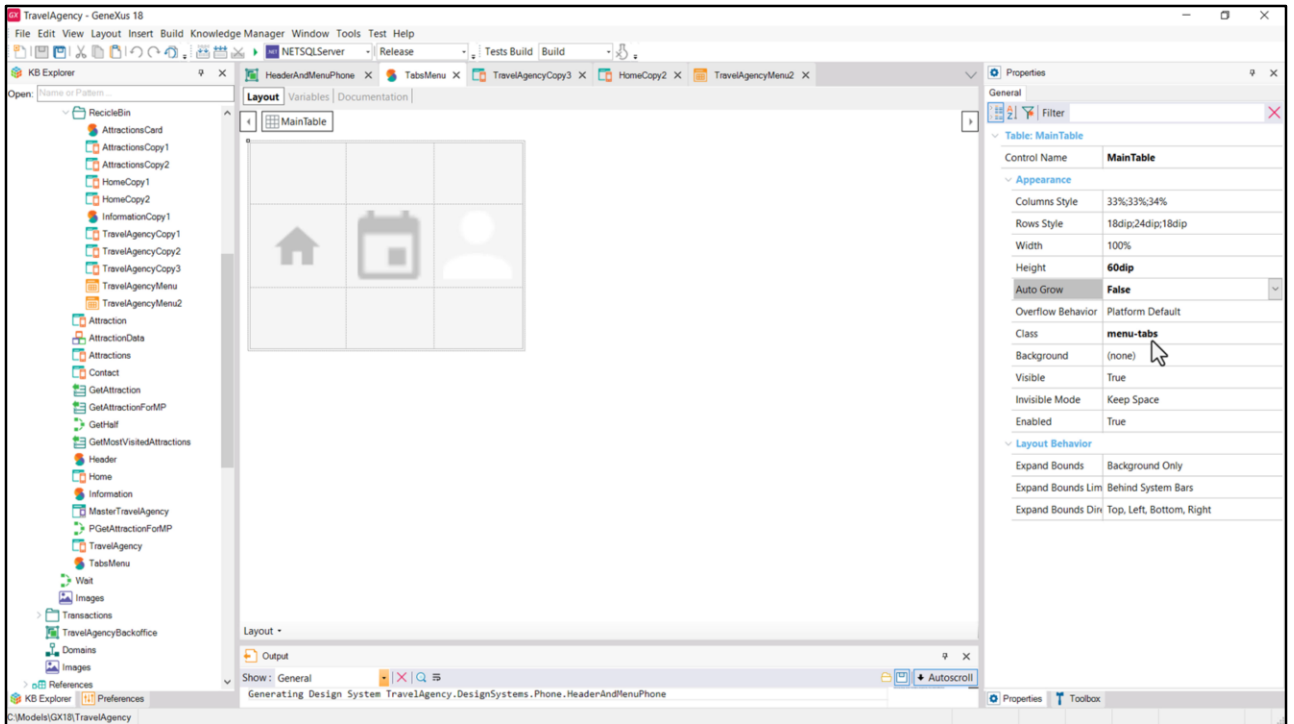 GX TravelAgency - GeneXus 18
File Edit View Layout Insert Build Knowledge Manager Window Tools Test Help
NETSQLServer Release Tests Build Build
KB Explorer
Open: Name or Pattern ...
RecicleBin
AttractionsCard
AttractionsCopy1
AttractionsCopy2
HomeCopy1
HomeCopy2
InformationCopy1
TravelAgencyCopy1
TravelAgencyCopy2
TravelAgencyCopy3
TravelAgencyMenu
TravelAgencyMenu2
Attraction
AttractionData
Attractions
Contact
GetAttraction
GetAttractionForMP
GetHalf
GetMostVisitedAttractions
Header
Home
Information
MasterTravelAgency
PGetAttractionForMP
TravelAgency
TabsMenu
Wait
Images
Transactions
TravelAgencyBackoffice
Domains
Images
References
KB Explorer Preferences
HeaderAndMenuPhone TabsMenu TravelAgencyCopy3 HomeCopy2 TravelAgencyMenu2
Layout Variables Documentation
MainTable
Layout
Output
Show: General Autoscroll
Generating Design System TravelAgency.DesignSystems.Phone.HeaderAndMenuPhone
Properties
General
Filter
Table: MainTable
Control Name MainTable
Appearance
Columns Style 33%;33%;34%
Rows Style 18dip;24dip;18dip
Width 100%
Height 60dip
Auto Grow False
Overflow Behavior Platform Default
Class menu-tabs
Background (none)
Visible True
Invisible Mode Keep Space
Enabled True
Layout Behavior
Expand Bounds Background Only
Expand Bounds Lim Behind System Bars
Expand Bounds Dire Top, Left, Bottom, Right
Properties Toolbox
C:\Models\GX18\TravelAgency